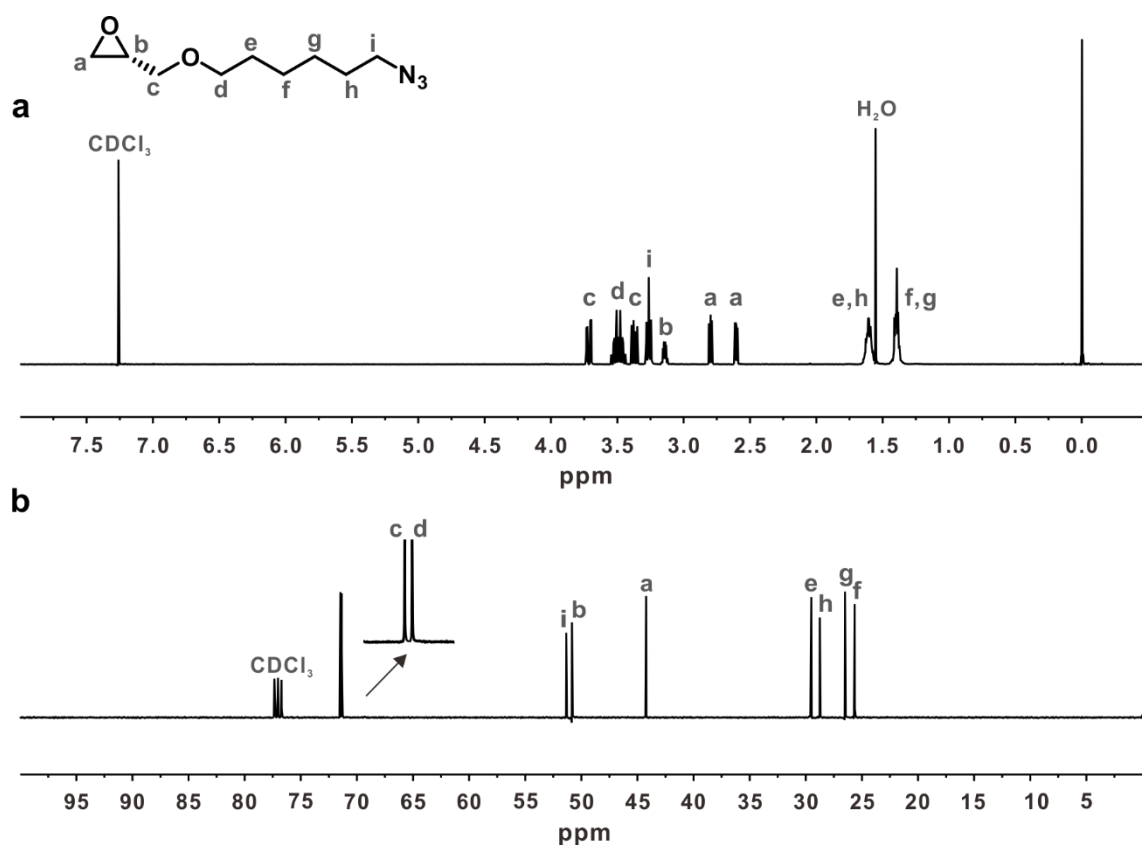 O
b
g
i
e
a
O
N₃
c
d
f
h
a
CDCl₃
H₂O
c
d
c
i
b
a
a
e,h
f,g
7.5 7.0 6.5 6.0 5.5 5.0 4.5 4.0 3.5 3.0 2.5 2.0 1.5 1.0 0.5 0.0
ppm
b
c d
CDCl₃
i b
a
e
h
g
f
95 90 85 80 75 70 65 60 55 50 45 40 35 30 25 20 15 10 5
ppm